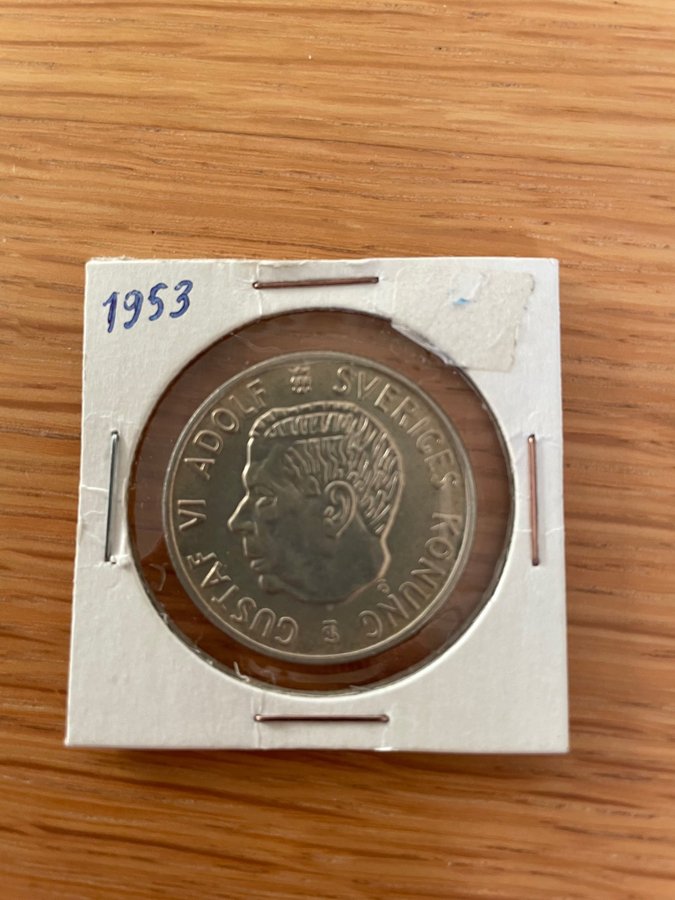 1953
GUSTAF VI ADOLF SVERIGES KONUNG